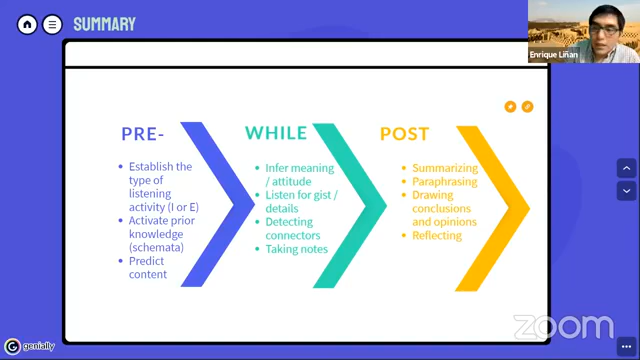 SUMMARY
Enrique Liñan
PRE-
Establish the
type of
listening
activity (I or E)
Activate prior
knowledge
(schemata)
Predict
content
WHILE
Infer meaning
/ attitude
Listen for gist /
details
Detecting
connectors
Taking notes
POST
Summarizing
Paraphrasing
Drawing
conclusions
and opinions
Reflecting
genially
zoom